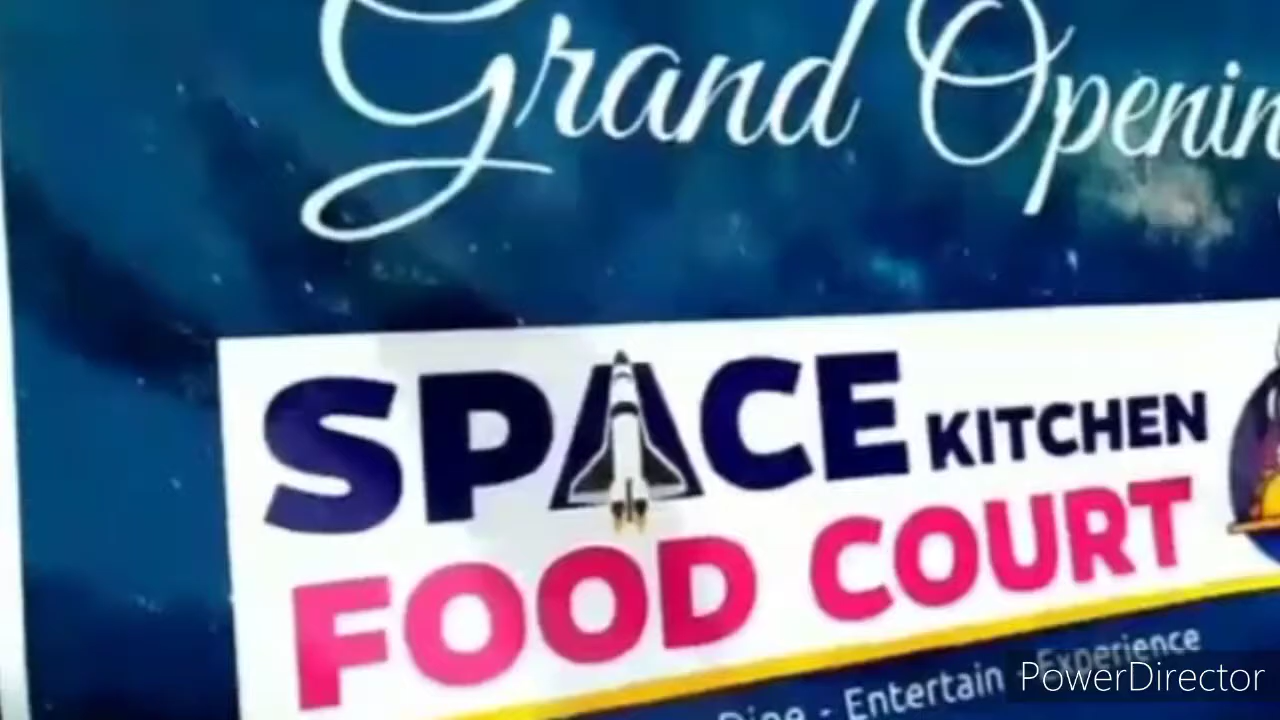 Grand Openin
SPACE KITCHEN
FOOD COURT
Dine - Entertain - Experience
PowerDirector